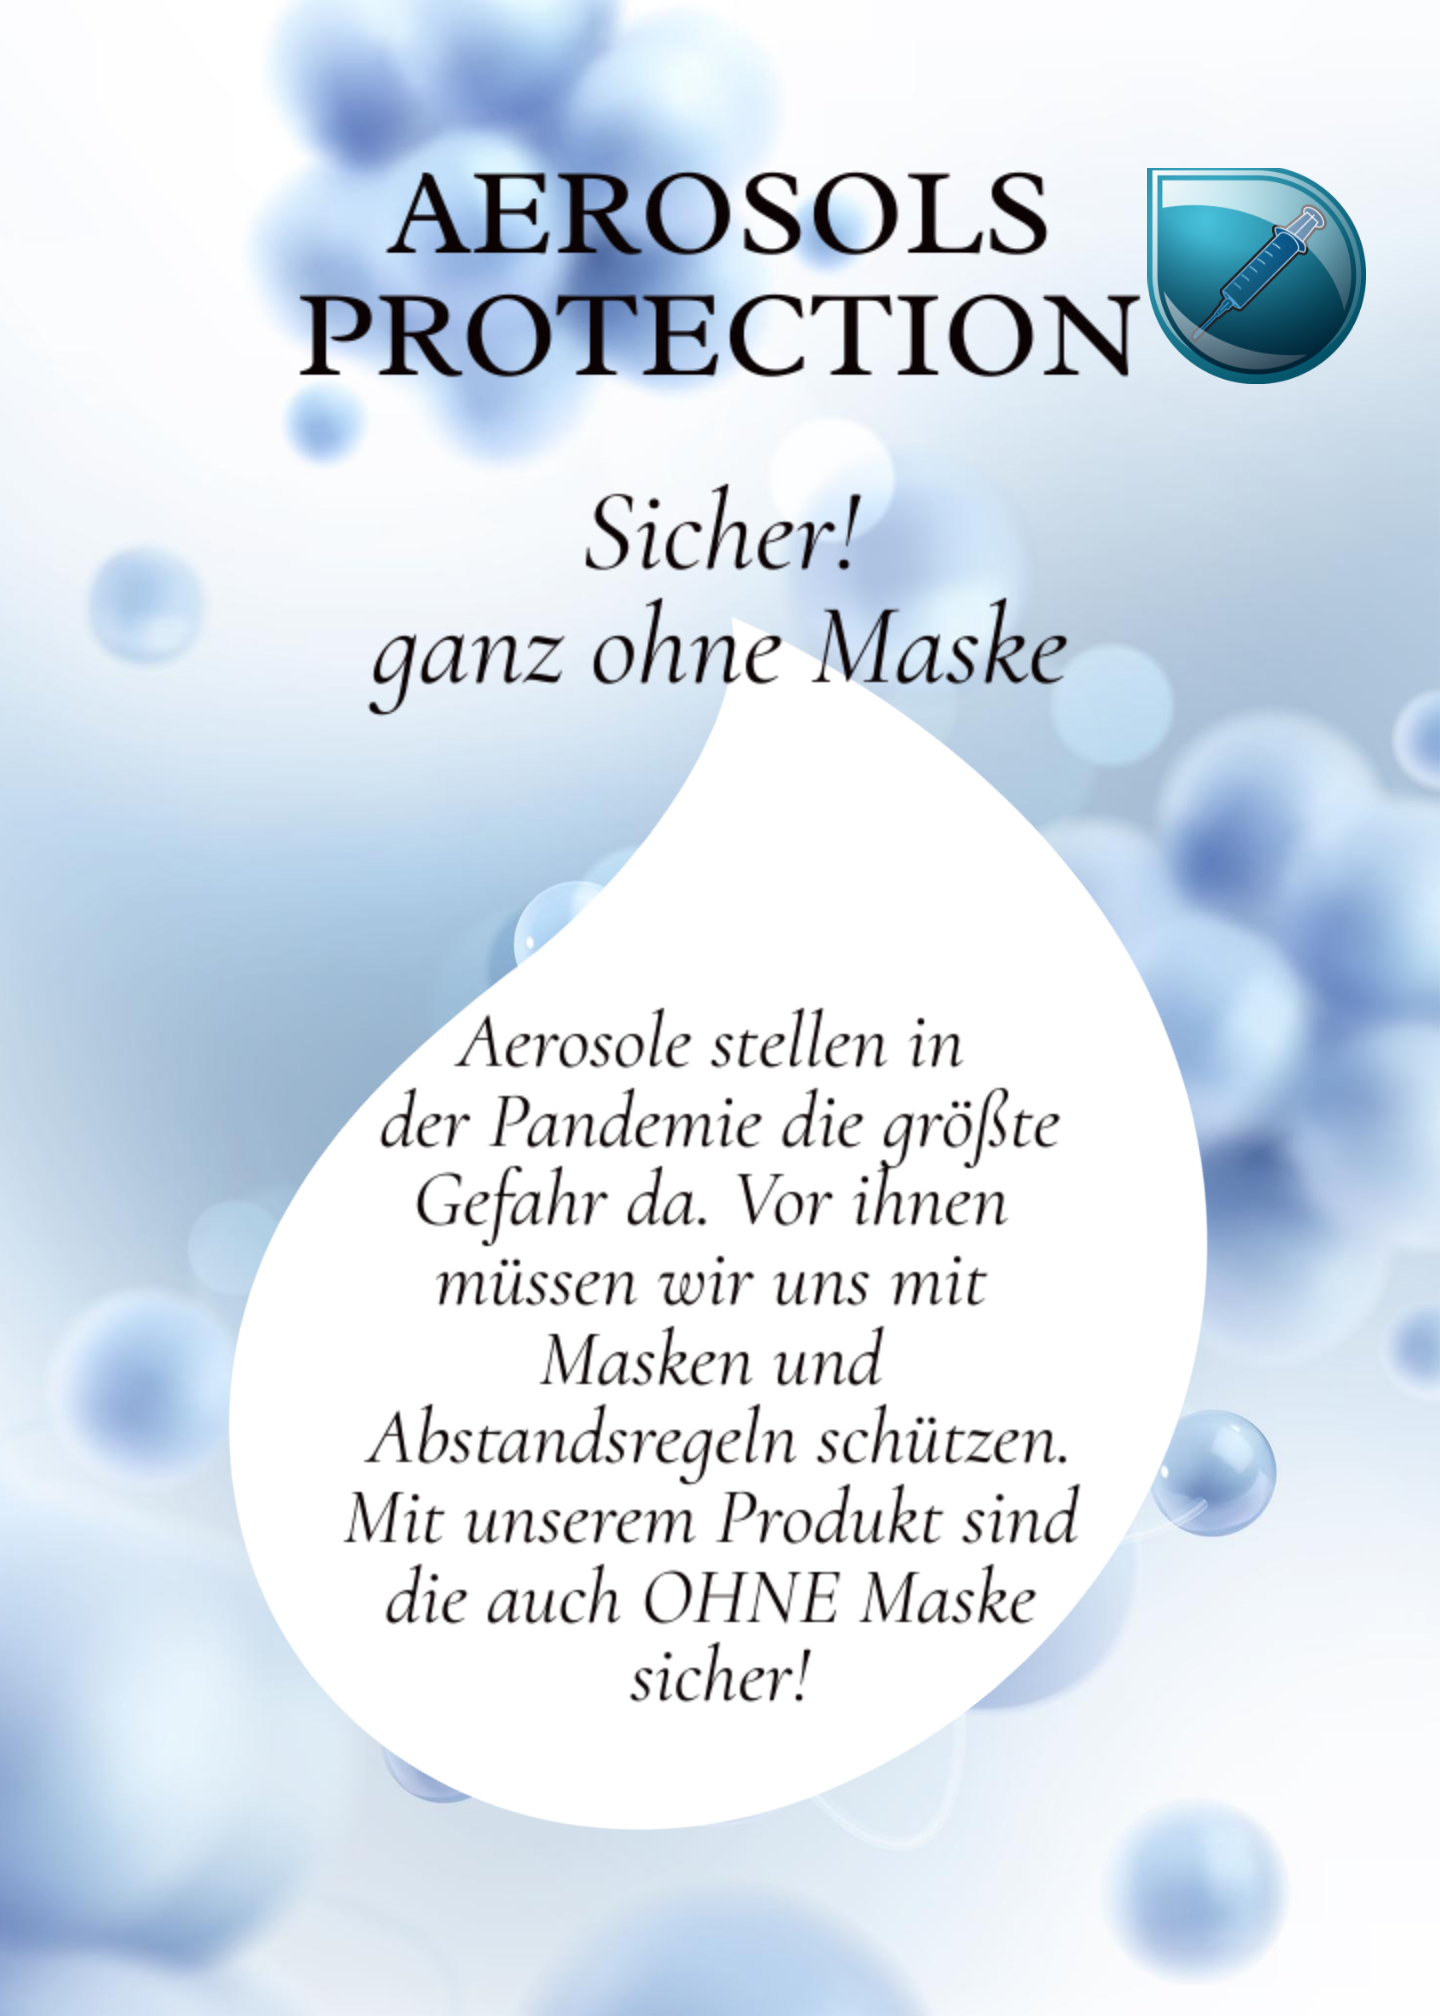 AEROSOLS
PROTECTION
Sicher!
ganz ohne Maske
Aerosole stellen in
der Pandemie die größte
Gefahr da. Vor ihnen
müssen wir uns mit
Masken und
Abstandsregeln schützen.
Mit unserem Produkt sind
die auch OHNE Maske
sicher!